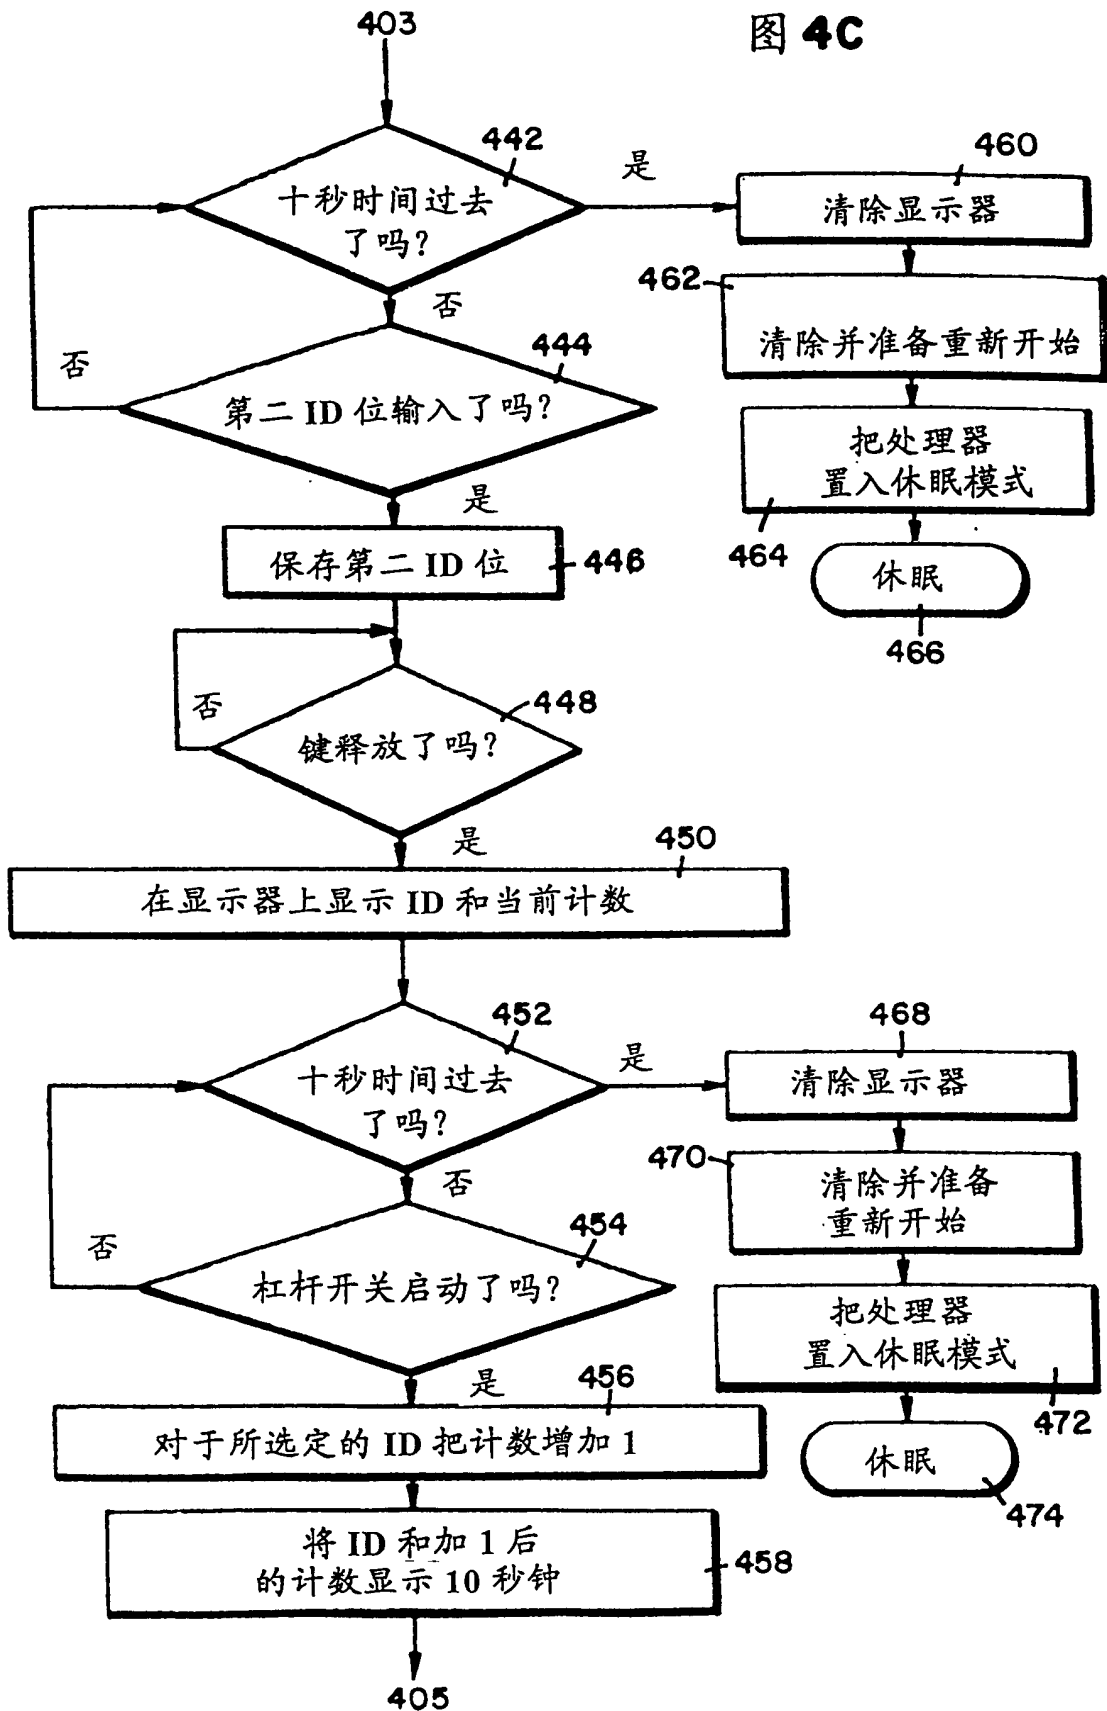 403
图 4C
442
十秒时间过去
了吗?
是
460
清除显示器
否
462
清除并准备重新开始
否
444
第二 ID 位输入了吗?
把处理器
置入休眠模式
464
是
保存第二 ID 位
446
休眠
466
否
448
键释放了吗?
是
450
在显示器上显示 ID 和当前计数
452
十秒时间过去
了吗?
是
468
清除显示器
否
470
清除并准备
重新开始
否
454
杠杆开关启动了吗?
把处理器
置入休眠模式
472
是
456
对于所选定的 ID 把计数增加 1
休眠
474
将 ID 和加 1 后
的计数显示 10 秒钟
458
405